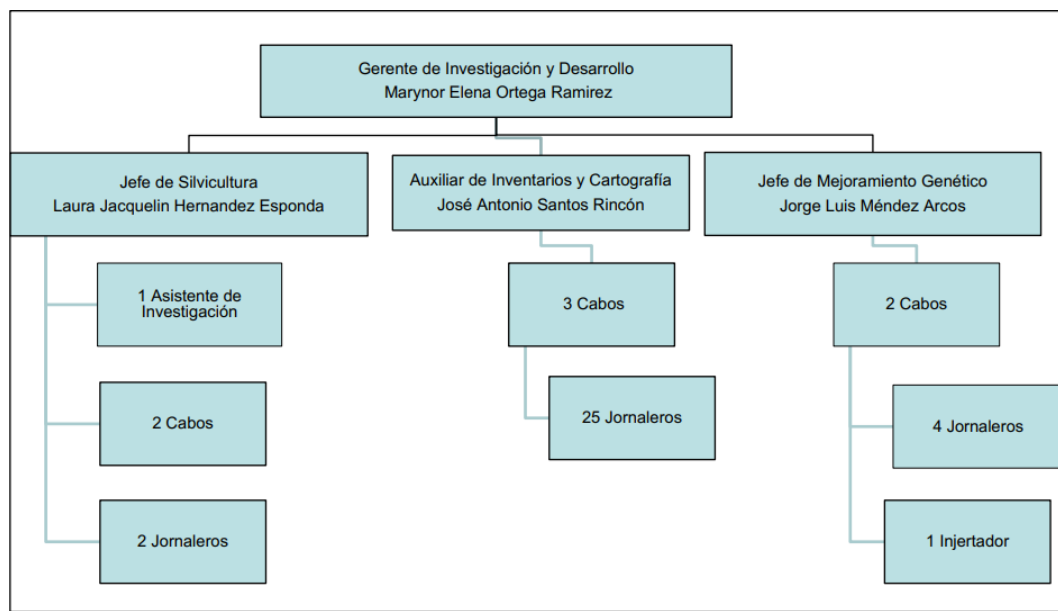 Gerente de Investigación y Desarrollo
Marynor Elena Ortega Ramirez
Jefe de Silvicultura
Laura Jacquelin Hernandez Esponda
Auxiliar de Inventarios y Cartografía
José Antonio Santos Rincón
Jefe de Mejoramiento Genético
Jorge Luis Méndez Arcos
1 Asistente de
Investigación
3 Cabos
2 Cabos
2 Cabos
25 Jornaleros
4 Jornaleros
2 Jornaleros
1 Injertador